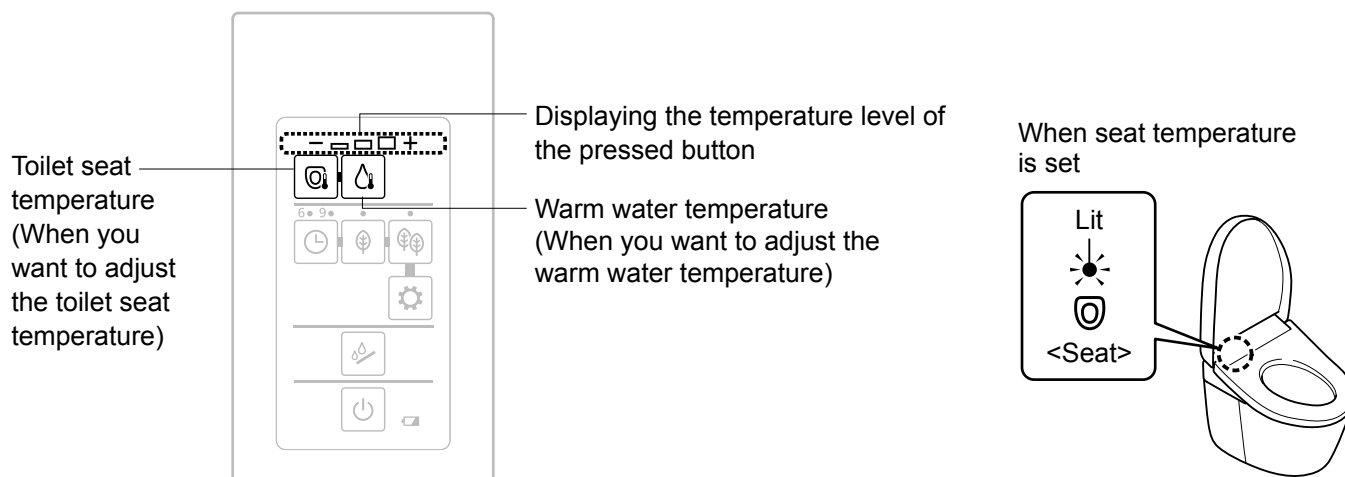 Toilet seat
temperature
(When you
want to adjust
the toilet seat
temperature)
6 9
Displaying the temperature level of
the pressed button
Warm water temperature
(When you want to adjust the
warm water temperature)
When seat temperature
is set
Lit
<Seat>